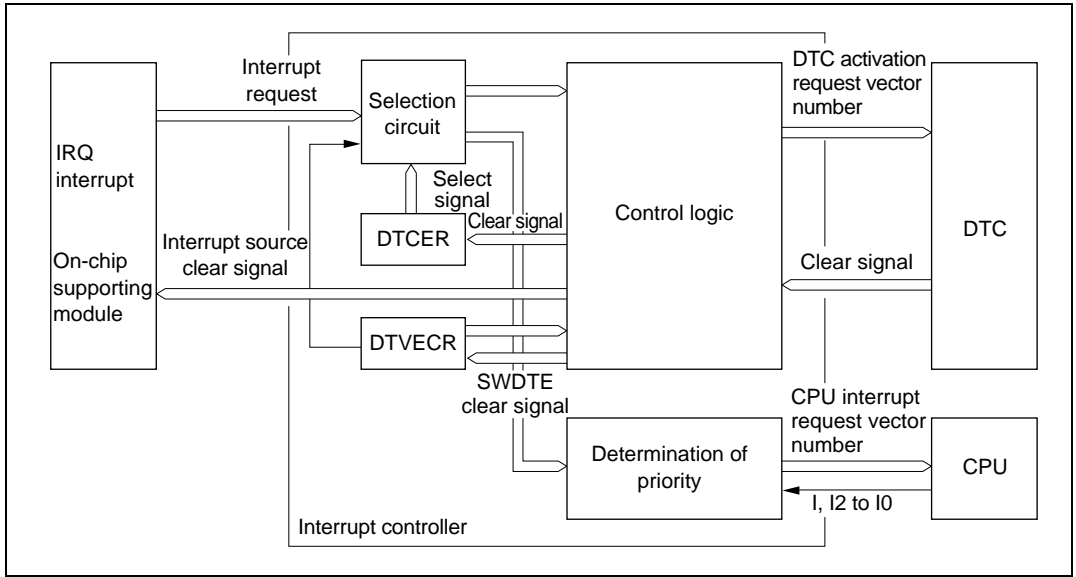 Interrupt
request
DTC activation
request vector
number
Selection
circuit
IRQ
interrupt
Select
signal
Clear signal
Control logic
DTC
DTCER
Interrupt source
clear signal
Clear signal
On-chip
supporting
module
DTVECR
SWDTE
clear signal
CPU interrupt
request vector
number
Determination of
priority
CPU
I, I2 to I0
Interrupt controller